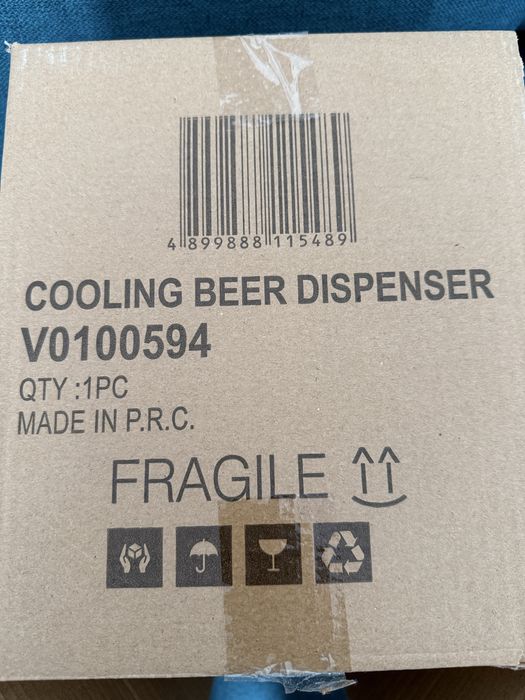 4 899888 115489
COOLING BEER DISPENSER
V0100594
QTY :1PC
MADE IN P.R.C.
FRAGILE